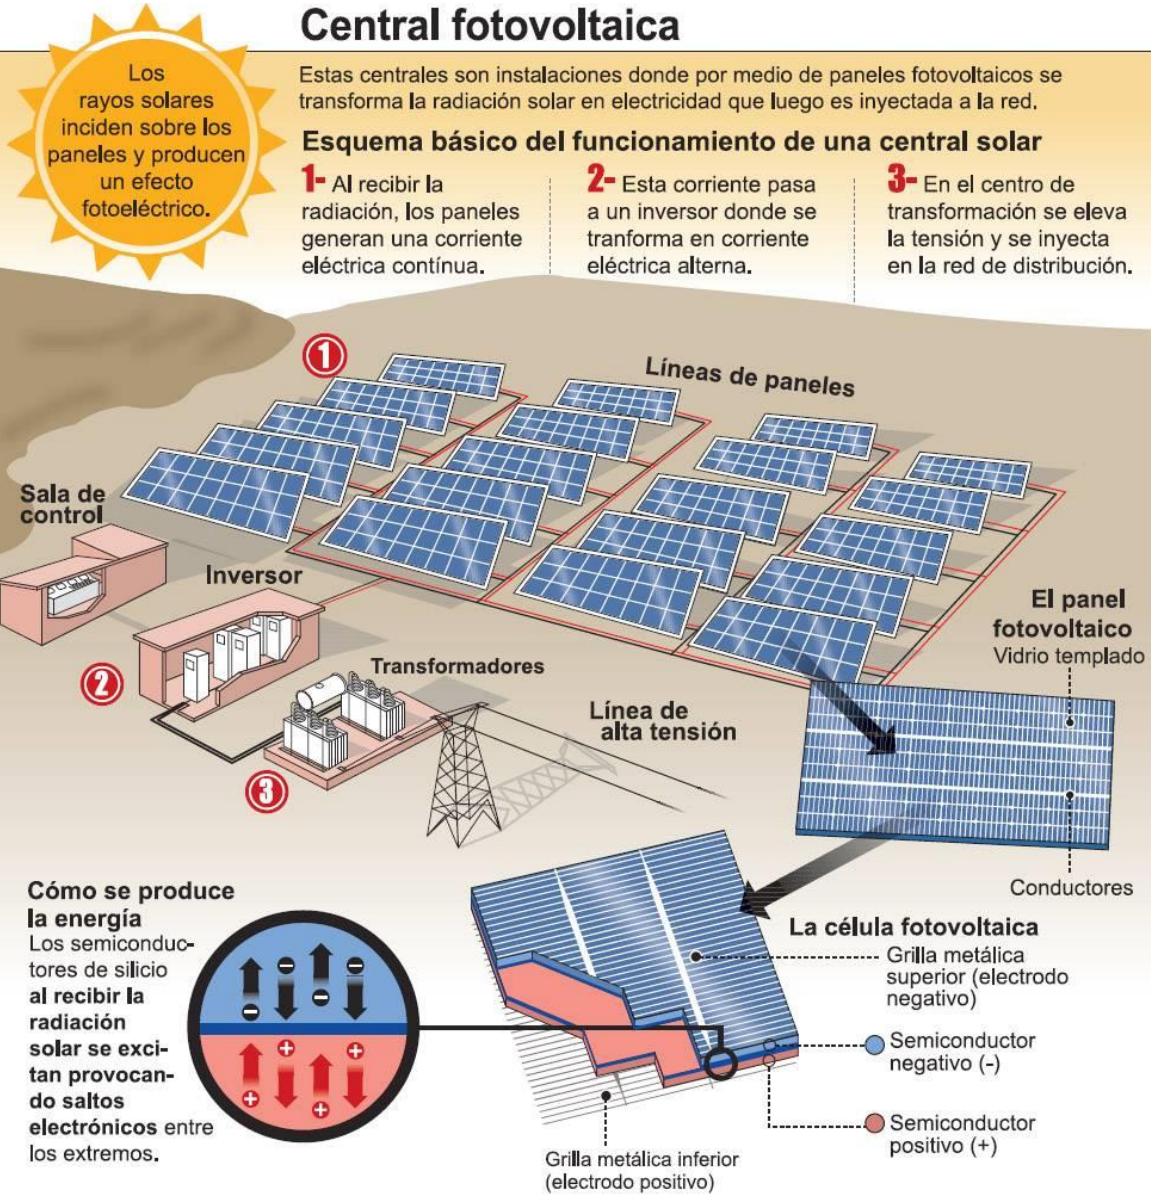 Central fotovoltaica
Los
rayos solares
inciden sobre los
paneles y producen
un efecto
fotoeléctrico.
Estas centrales son instalaciones donde por medio de paneles fotovoltaicos se
transforma la radiación solar en electricidad que luego es inyectada a la red.
Esquema básico del funcionamiento de una central solar
1- Al recibir la
radiación, los paneles
generan una corriente
eléctrica contínua.
2- Esta corriente pasa
a un inversor donde se
tranforma en corriente
eléctrica alterna.
3- En el centro de
transformación se eleva
la tensión y se inyecta
en la red de distribución.
1
Líneas de paneles
Sala de
control
Inversor
2
Transformadores
3
Línea de
alta tensión
El panel
fotovoltaico
Vidrio templado
Conductores
Cómo se produce
la energía
Los semiconduc-
tores de silicio
al recibir la
radiación
solar se exci-
tan provocan-
do saltos
electrónicos entre
los extremos.
La célula fotovoltaica
Grilla metálica
superior (electrodo
negativo)
Semiconductor
negativo (-)
Semiconductor
positivo (+)
Grilla metálica inferior
(electrodo positivo)